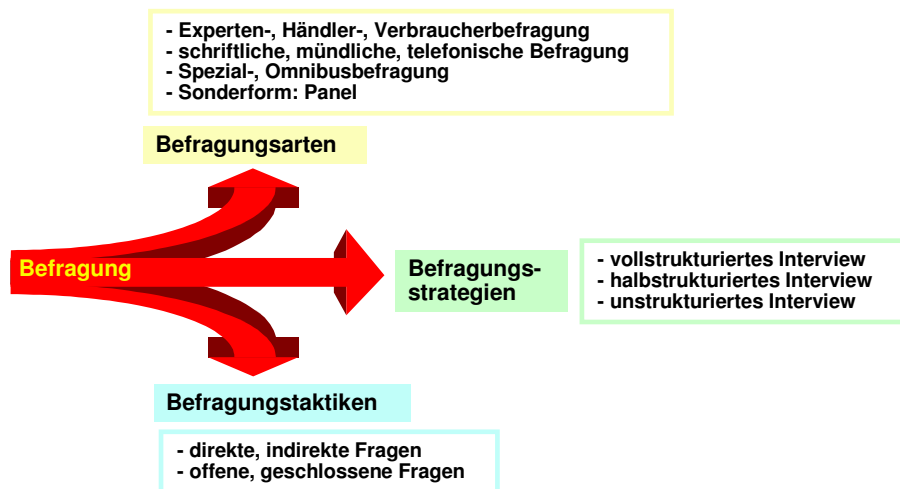 - Experten-, Händler-, Verbraucherbefragung
- schriftliche, mündliche, telefonische Befragung
- Spezial-, Omnibusbefragung
- Sonderform: Panel
Befragungsarten
Befragung
Befragungs-
strategien
- vollstrukturiertes Interview
- halbstrukturiertes Interview
- unstrukturiertes Interview
Befragungstaktiken
- direkte, indirekte Fragen
- offene, geschlossene Fragen